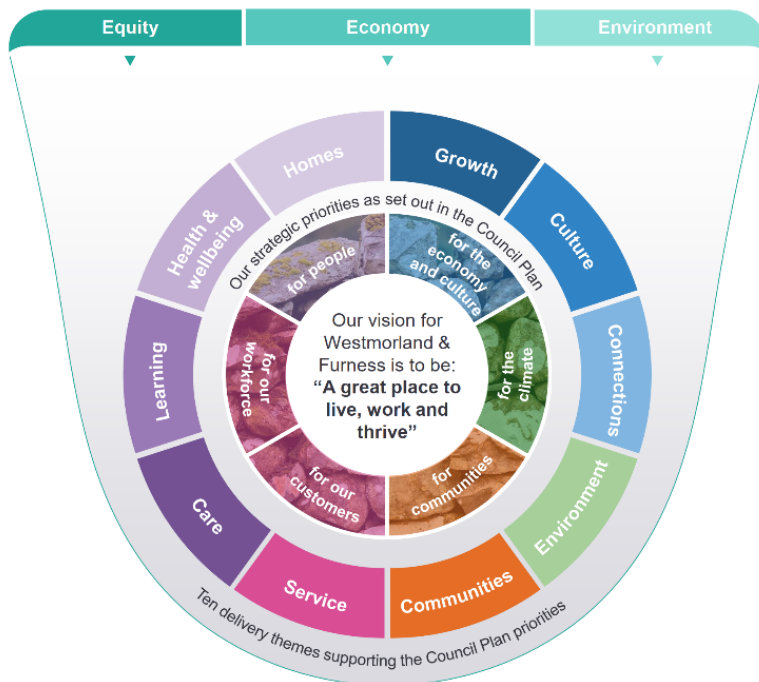 Equity
Economy
Environment
Homes
Growth
Culture
Connections
Environment
Communities
Service
Care
Learning
Health &
wellbeing
Our strategic priorities as set out in the Council Plan
for people
for the
economy
and culture
for the
climate
for
communities
for our
customers
for our
workforce
Our vision for
Westmorland &
Furness is to be:
“A great place to
live, work and
thrive”
Ten delivery themes supporting the Council Plan priorities